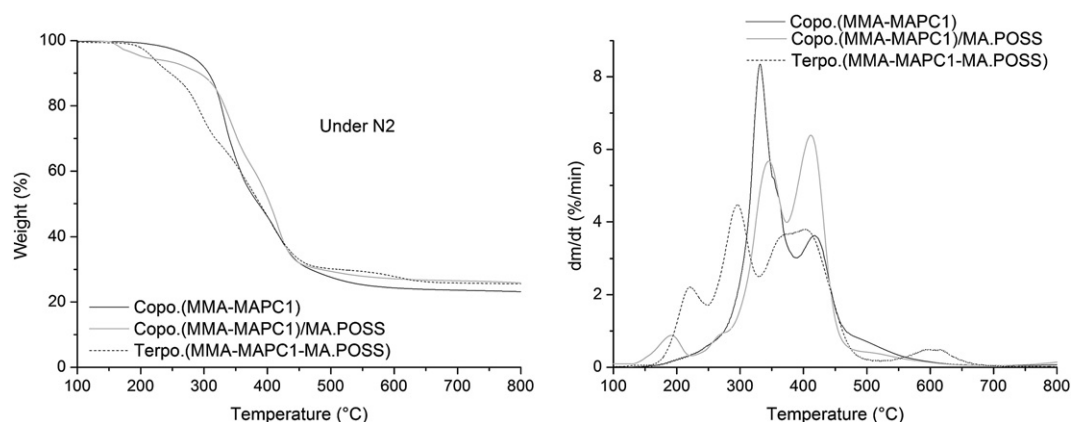 100
80
60
40
20
0
Weight (%)
Under N2
Copo.(MMA-MAPC1)
Copo.(MMA-MAPC1)/MA.POSS
Terpo.(MMA-MAPC1-MA.POSS)
100 200 300 400 500 600 700 800
Temperature (°C)
Copo.(MMA-MAPC1)
Copo.(MMA-MAPC1)/MA.POSS
Terpo.(MMA-MAPC1-MA.POSS)
8
6
4
2
0
dm/dt (%/min)
100 200 300 400 500 600 700 800
Temperature (°C)